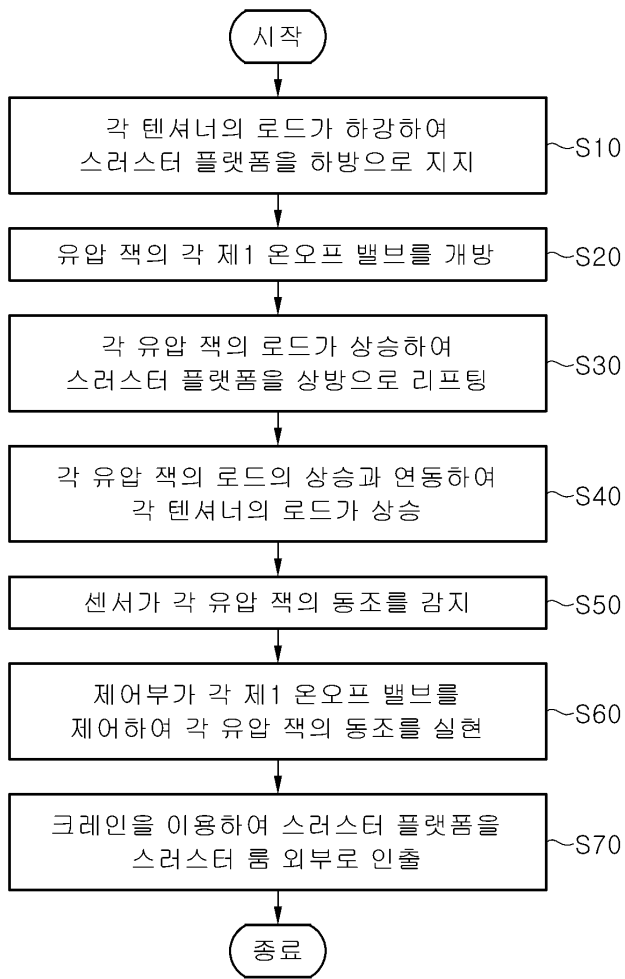 시작
각 텐셔너의 로드가 하강하여
스러스터 플랫폼을 하방으로 지지
S10
유압 잭의 각 제1 온오프 밸브를 개방
S20
각 유압 잭의 로드가 상승하여
스러스터 플랫폼을 상방으로 리프팅
S30
각 유압 잭의 로드의 상승과 연동하여
각 텐셔너의 로드가 상승
S40
센서가 각 유압 잭의 동조를 감지
S50
제어부가 각 제1 온오프 밸브를
제어하여 각 유압 잭의 동조를 실현
S60
크레인을 이용하여 스러스터 플랫폼을
스러스터 룸 외부로 인출
S70
종료